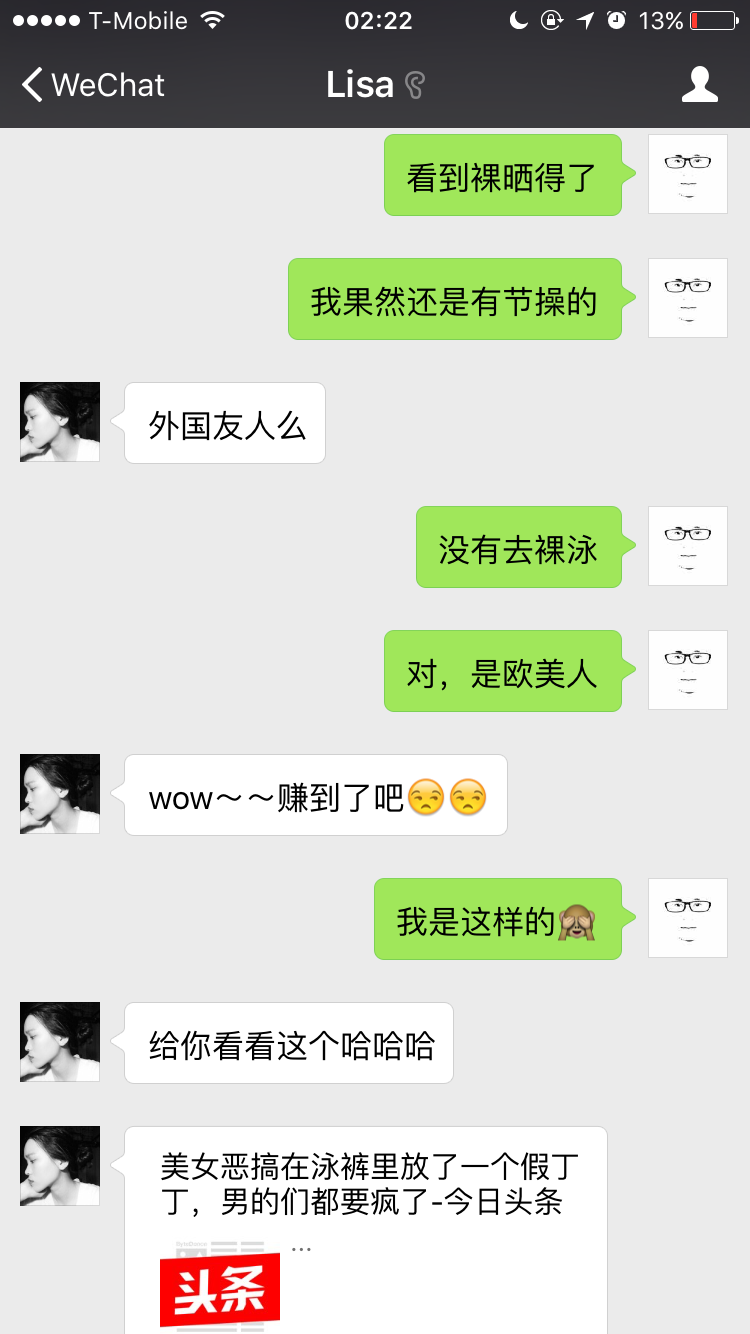 T-Mobile
02:22
13%
WeChat
Lisa
看到裸晒得了
我果然还是有节操的
外国友人么
没有去裸泳
对，是欧美人
wow～～赚到了吧😒😒
我是这样的🙈
给你看看这个哈哈哈
美女恶搞在泳裤里放了一个假丁
丁，男的们都要疯了-今日头条
...
头条